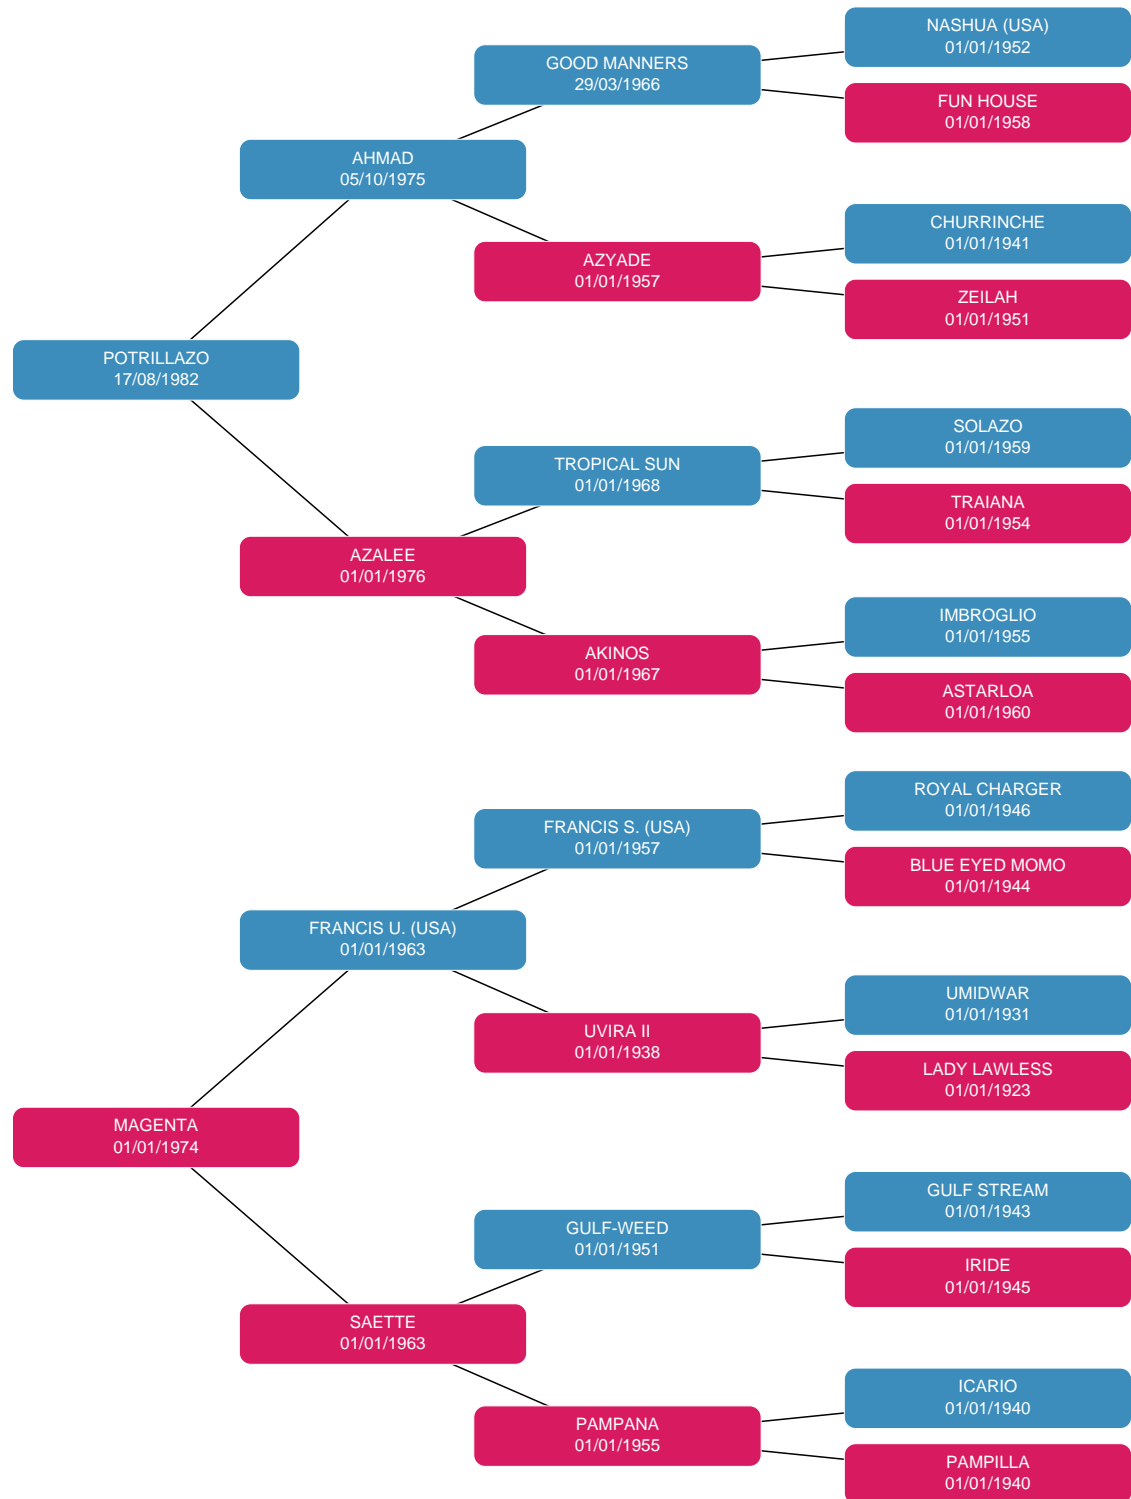 NASHUA (USA)
01/01/1952
GOOD MANNERS
29/03/1966
FUN HOUSE
01/01/1958
AHMAD
05/10/1975
CHURRINCHE
01/01/1941
AZYADE
01/01/1957
ZEILAH
01/01/1951
POTRILLAZO
17/08/1982
SOLAZO
01/01/1959
TROPICAL SUN
01/01/1968
TRAIANA
01/01/1954
AZALEE
01/01/1976
IMBROGLIO
01/01/1955
AKINOS
01/01/1967
ASTARLOA
01/01/1960
ROYAL CHARGER
01/01/1946
FRANCIS S. (USA)
01/01/1957
BLUE EYED MOMO
01/01/1944
FRANCIS U. (USA)
01/01/1963
UMIDWAR
01/01/1931
UVIRA II
01/01/1938
LADY LAWLESS
01/01/1923
MAGENTA
01/01/1974
GULF STREAM
01/01/1943
GULF-WEED
01/01/1951
IRIDE
01/01/1945
SAETTE
01/01/1963
ICARIO
01/01/1940
PAMPANA
01/01/1955
PAMPILLA
01/01/1940